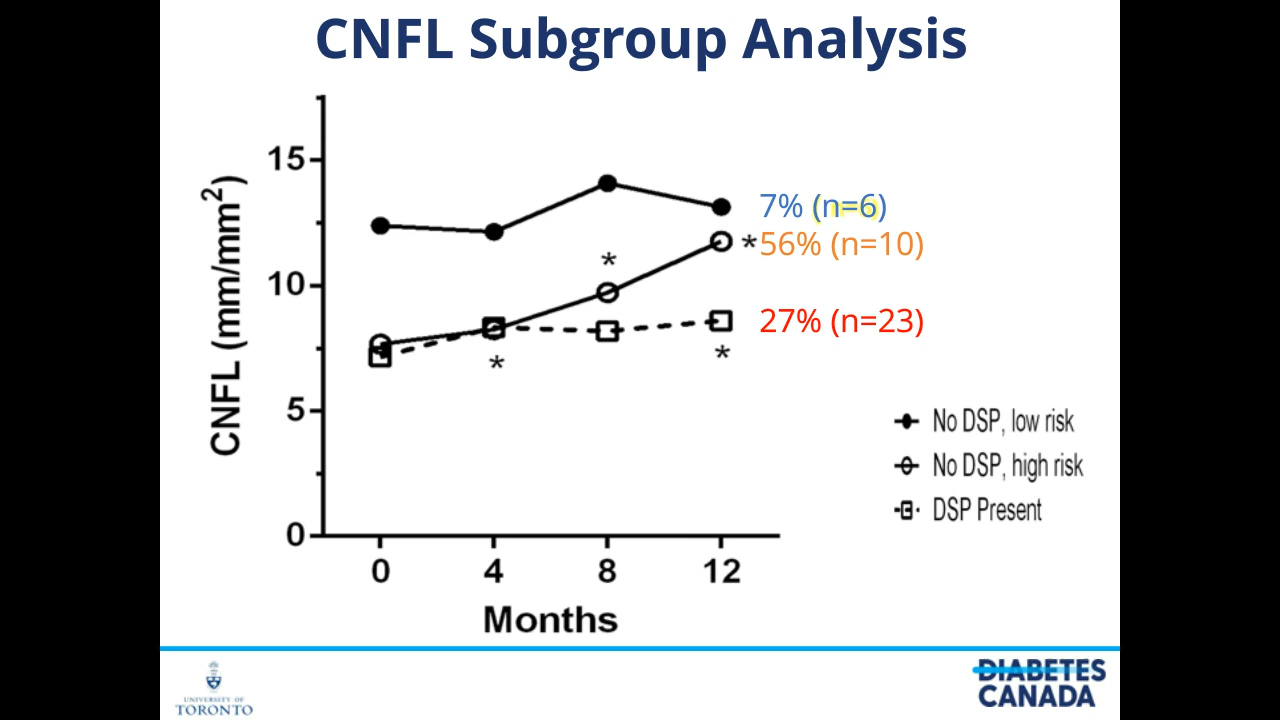 CNFL Subgroup Analysis
CNFL (mm/mm²)
15
10
5
0
0 4 8 12
Months
*
*
*
*
7% (n=6)
56% (n=10)
27% (n=23)
No DSP, low risk
No DSP, high risk
DSP Present
UNIVERSITY OF
TORONTO
DIABETES
CANADA